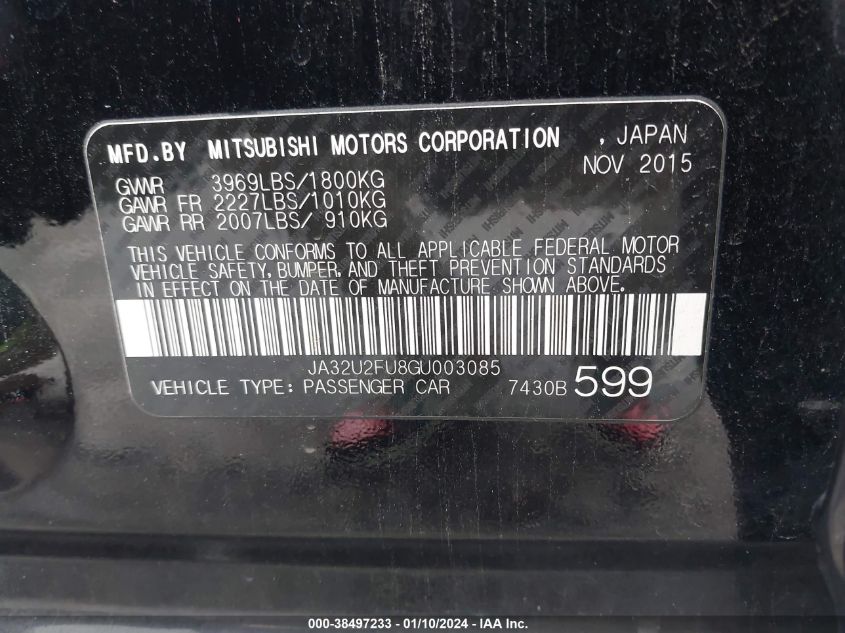 MFD.BY MITSUBISHI MOTORS CORPORATION , JAPAN
NOV 2015
GVWR 3969LBS/1800KG
GAWR FR 2227LBS/1010KG
GAWR RR 2007LBS/ 910KG
THIS VEHICLE CONFORMS TO ALL APPLICABLE FEDERAL MOTOR
VEHICLE SAFETY, BUMPER, AND THEFT PREVENTION STANDARDS
IN EFFECT ON THE DATE OF MANUFACTURE SHOWN ABOVE.
JA32U2FU8GU003085
VEHICLE TYPE: PASSENGER CAR 7430B 599
000-38497233 - 01/10/2024 - IAA